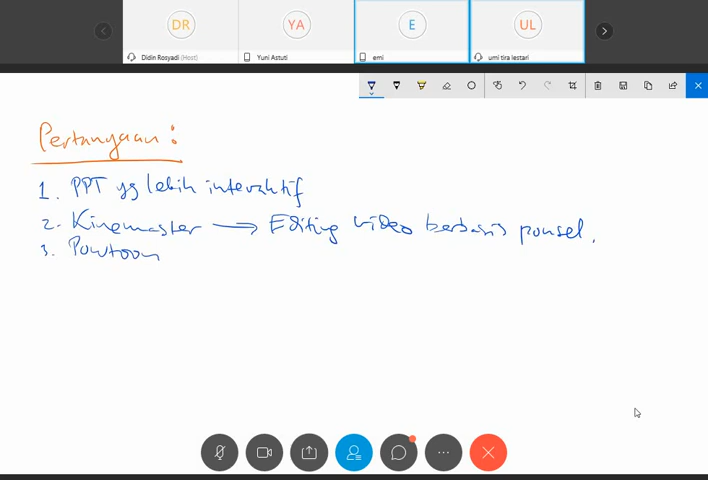 DR
YA
E
UL
Didin Rosyadi (Host)
Yuni Astuti
emi
umi tira lestari
Pertanyaan :
1. PPT yg lebih interaktif
2. Kinemaster → Editing video berbasis ponsel.
3. Powtoon